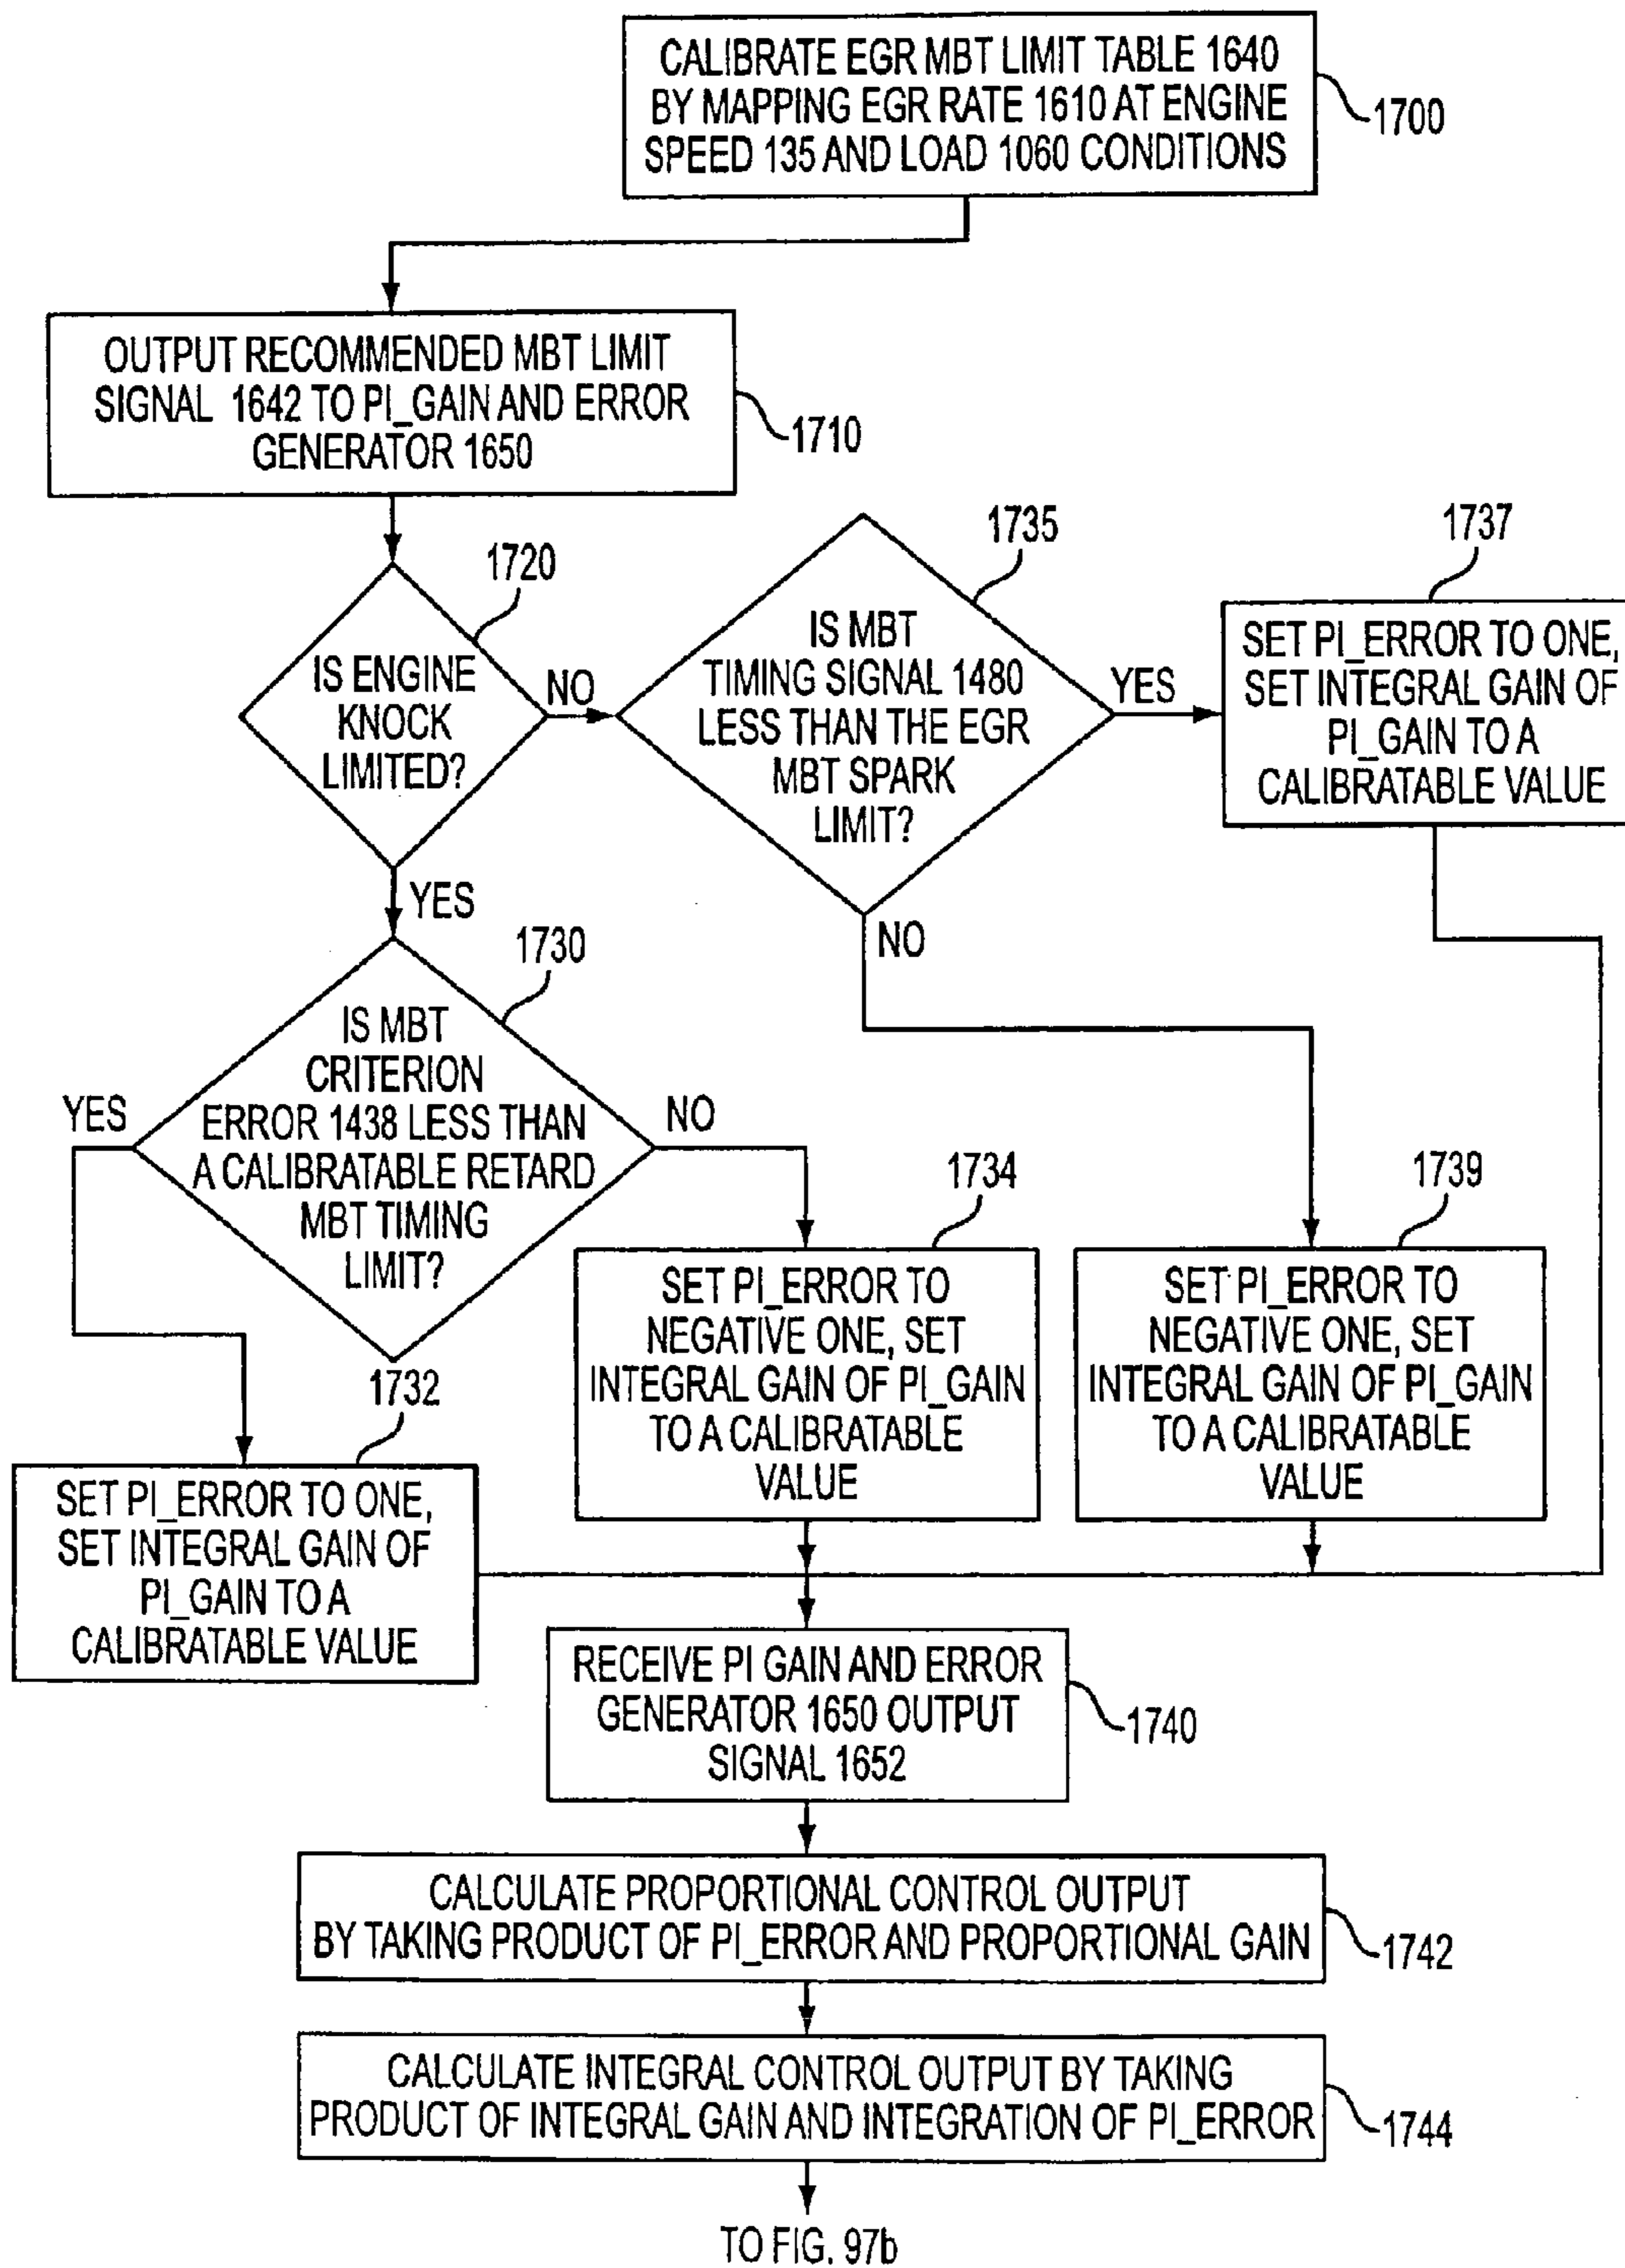 CALIBRATE EGR MBT LIMIT TABLE 1640
BY MAPPING EGR RATE 1610 AT ENGINE
SPEED 135 AND LOAD 1060 CONDITIONS
1700
OUTPUT RECOMMENDED MBT LIMIT
SIGNAL 1642 TO PI_GAIN AND ERROR
GENERATOR 1650
1710
1720
IS ENGINE
KNOCK
LIMITED?
NO
YES
1735
IS MBT
TIMING SIGNAL 1480
LESS THAN THE EGR
MBT SPARK
LIMIT?
YES
NO
1737
SET PI_ERROR TO ONE,
SET INTEGRAL GAIN OF
PI_GAIN TO A
CALIBRATABLE VALUE
1730
IS MBT
CRITERION
ERROR 1438 LESS THAN
A CALIBRATABLE RETARD
MBT TIMING
LIMIT?
YES
NO
1734
SET PI_ERROR TO
NEGATIVE ONE, SET
INTEGRAL GAIN OF PI_GAIN
TO A CALIBRATABLE
VALUE
1739
SET PI_ERROR TO
NEGATIVE ONE, SET
INTEGRAL GAIN OF PI_GAIN
TO A CALIBRATABLE
VALUE
1732
SET PI_ERROR TO ONE,
SET INTEGRAL GAIN OF
PI_GAIN TO A
CALIBRATABLE VALUE
RECEIVE PI GAIN AND ERROR
GENERATOR 1650 OUTPUT
SIGNAL 1652
1740
CALCULATE PROPORTIONAL CONTROL OUTPUT
BY TAKING PRODUCT OF PI_ERROR AND PROPORTIONAL GAIN
1742
CALCULATE INTEGRAL CONTROL OUTPUT BY TAKING
PRODUCT OF INTEGRAL GAIN AND INTEGRATION OF PI_ERROR
1744
TO FIG. 97b